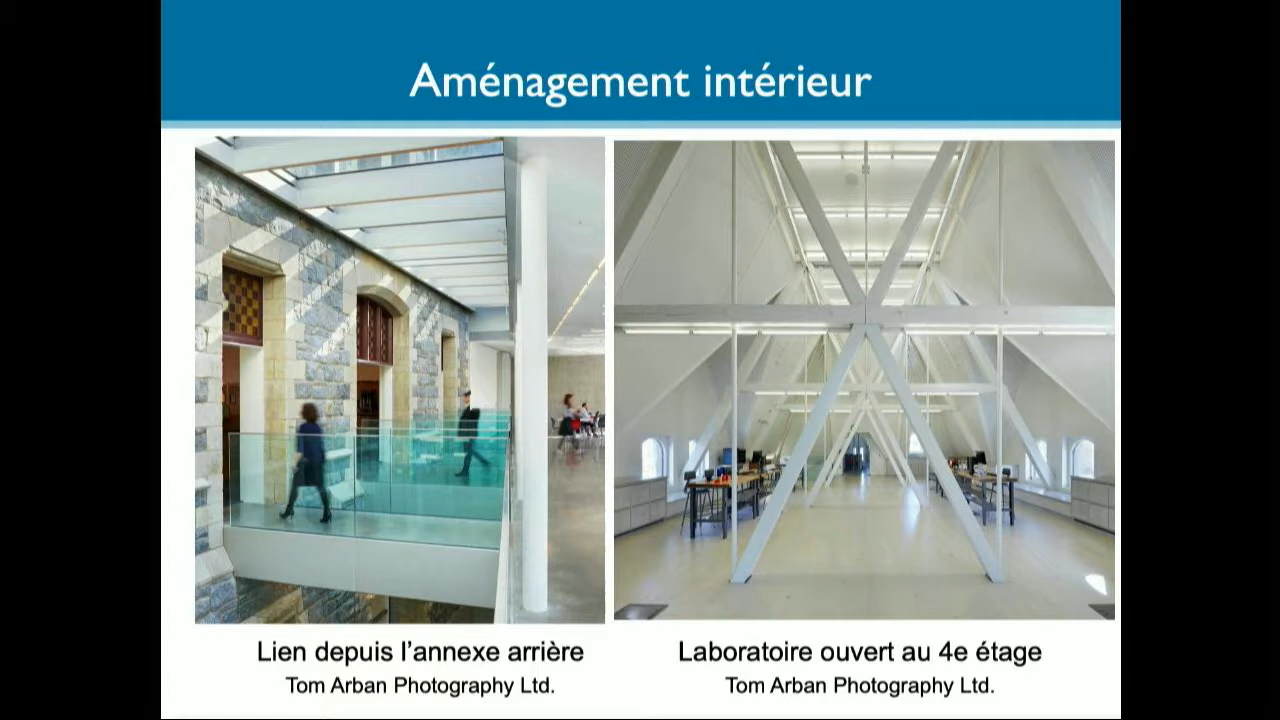 Aménagement intérieur
Lien depuis l’annexe arrière
Tom Arban Photography Ltd.
Laboratoire ouvert au 4e étage
Tom Arban Photography Ltd.